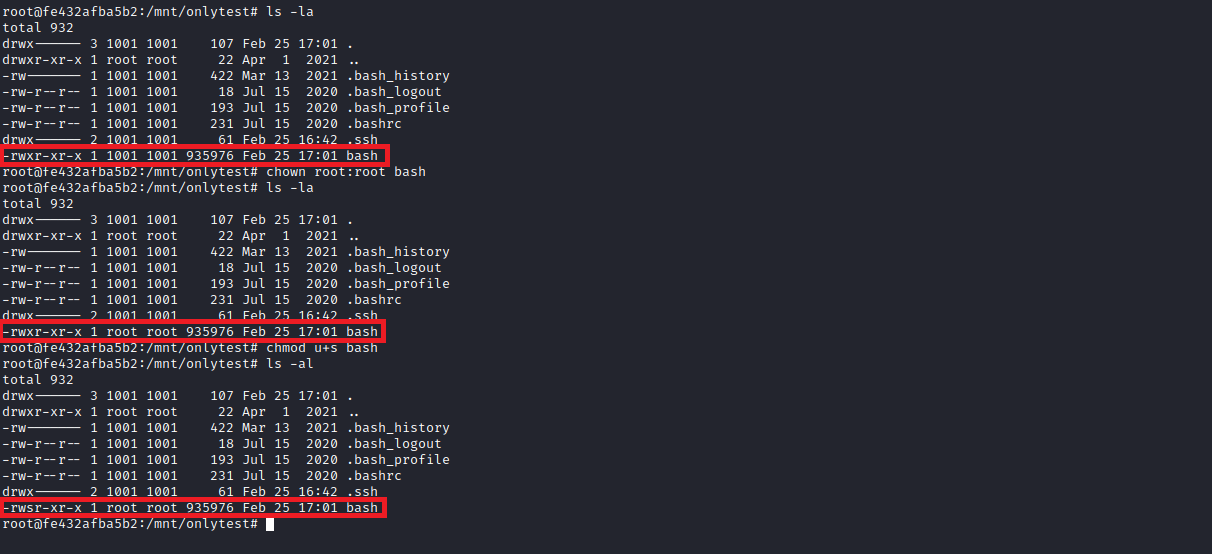 root@fe432afba5b2:/mnt/onlytest# ls -la
total 932
drwx------ 3 1001 1001    107 Feb 25 17:01 .
drwxr-xr-x 1 root root     22 Apr  1  2021 ..
-rw------- 1 1001 1001    422 Mar 13  2021 .bash_history
-rw-r--r-- 1 1001 1001     18 Jul 15  2020 .bash_logout
-rw-r--r-- 1 1001 1001    193 Jul 15  2020 .bash_profile
-rw-r--r-- 1 1001 1001    231 Jul 15  2020 .bashrc
drwx------ 2 1001 1001     61 Feb 25 16:42 .ssh
-rwxr-xr-x 1 1001 1001 935976 Feb 25 17:01 bash
root@fe432afba5b2:/mnt/onlytest# chown root:root bash
root@fe432afba5b2:/mnt/onlytest# ls -la
total 932
drwx------ 3 1001 1001    107 Feb 25 17:01 .
drwxr-xr-x 1 root root     22 Apr  1  2021 ..
-rw------- 1 1001 1001    422 Mar 13  2021 .bash_history
-rw-r--r-- 1 1001 1001     18 Jul 15  2020 .bash_logout
-rw-r--r-- 1 1001 1001    193 Jul 15  2020 .bash_profile
-rw-r--r-- 1 1001 1001    231 Jul 15  2020 .bashrc
drwx------ 2 1001 1001     61 Feb 25 16:42 .ssh
-rwxr-xr-x 1 root root 935976 Feb 25 17:01 bash
root@fe432afba5b2:/mnt/onlytest# chmod u+s bash
root@fe432afba5b2:/mnt/onlytest# ls -al
total 932
drwx------ 3 1001 1001    107 Feb 25 17:01 .
drwxr-xr-x 1 root root     22 Apr  1  2021 ..
-rw------- 1 1001 1001    422 Mar 13  2021 .bash_history
-rw-r--r-- 1 1001 1001     18 Jul 15  2020 .bash_logout
-rw-r--r-- 1 1001 1001    193 Jul 15  2020 .bash_profile
-rw-r--r-- 1 1001 1001    231 Jul 15  2020 .bashrc
drwx------ 2 1001 1001     61 Feb 25 16:42 .ssh
-rwsr-xr-x 1 root root 935976 Feb 25 17:01 bash
root@fe432afba5b2:/mnt/onlytest#